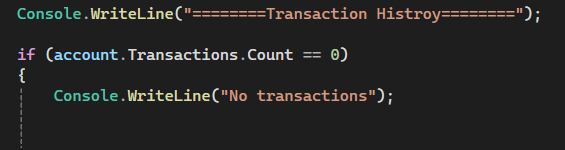 Console.WriteLine("========Transaction Histroy========");
if (account.Transactions.Count == 0)
{
Console.WriteLine("No transactions");